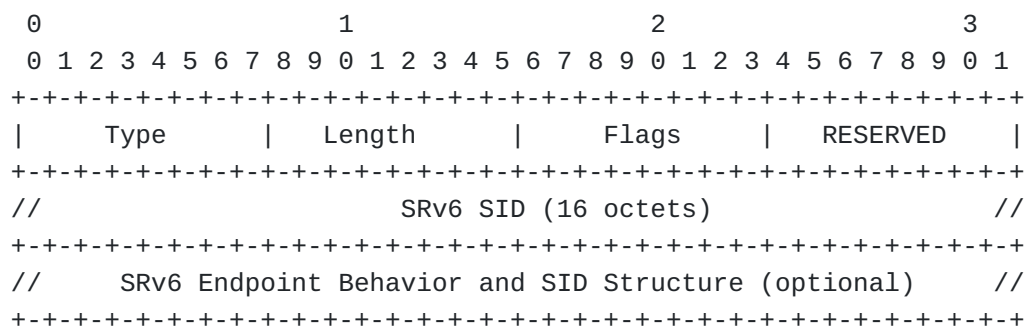 0                   1                   2                   3
 0 1 2 3 4 5 6 7 8 9 0 1 2 3 4 5 6 7 8 9 0 1 2 3 4 5 6 7 8 9 0 1
+-+-+-+-+-+-+-+-+-+-+-+-+-+-+-+-+-+-+-+-+-+-+-+-+-+-+-+-+-+-+-+-+
|     Type      |   Length      |     Flags     |   RESERVED    |
+-+-+-+-+-+-+-+-+-+-+-+-+-+-+-+-+-+-+-+-+-+-+-+-+-+-+-+-+-+-+-+-+
//                       SRv6 SID (16 octets)                  //
+-+-+-+-+-+-+-+-+-+-+-+-+-+-+-+-+-+-+-+-+-+-+-+-+-+-+-+-+-+-+-+-+
//     SRv6 Endpoint Behavior and SID Structure (optional)     //
+-+-+-+-+-+-+-+-+-+-+-+-+-+-+-+-+-+-+-+-+-+-+-+-+-+-+-+-+-+-+-+-+